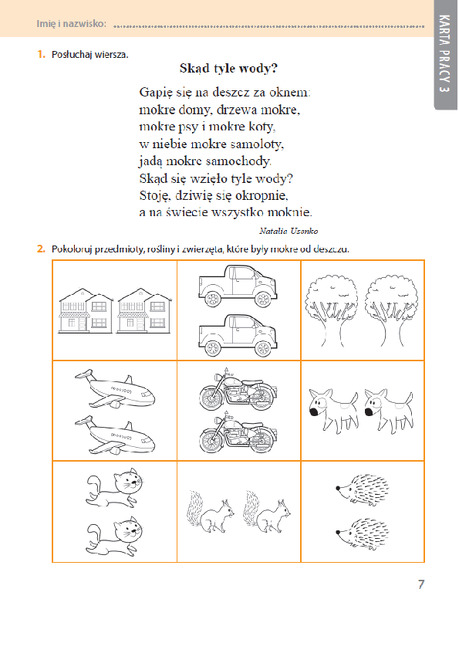 Imię i nazwisko:
KARTA PRACY 3
1. Posłuchaj wiersza.
Skąd tyle wody?
Gapię się na deszcz za oknem:
mokre domy, drzewa mokre,
mokre psy i mokre koty,
w niebie mokre samoloty,
jadą mokre samochody.
Skąd się wzięło tyle wody?
Stoję, dziwię się okropnie,
a na świecie wszystko moknie.
Natalia Usenko
2. Pokoloruj przedmioty, rośliny i zwierzęta, które były mokre od deszczu.
7